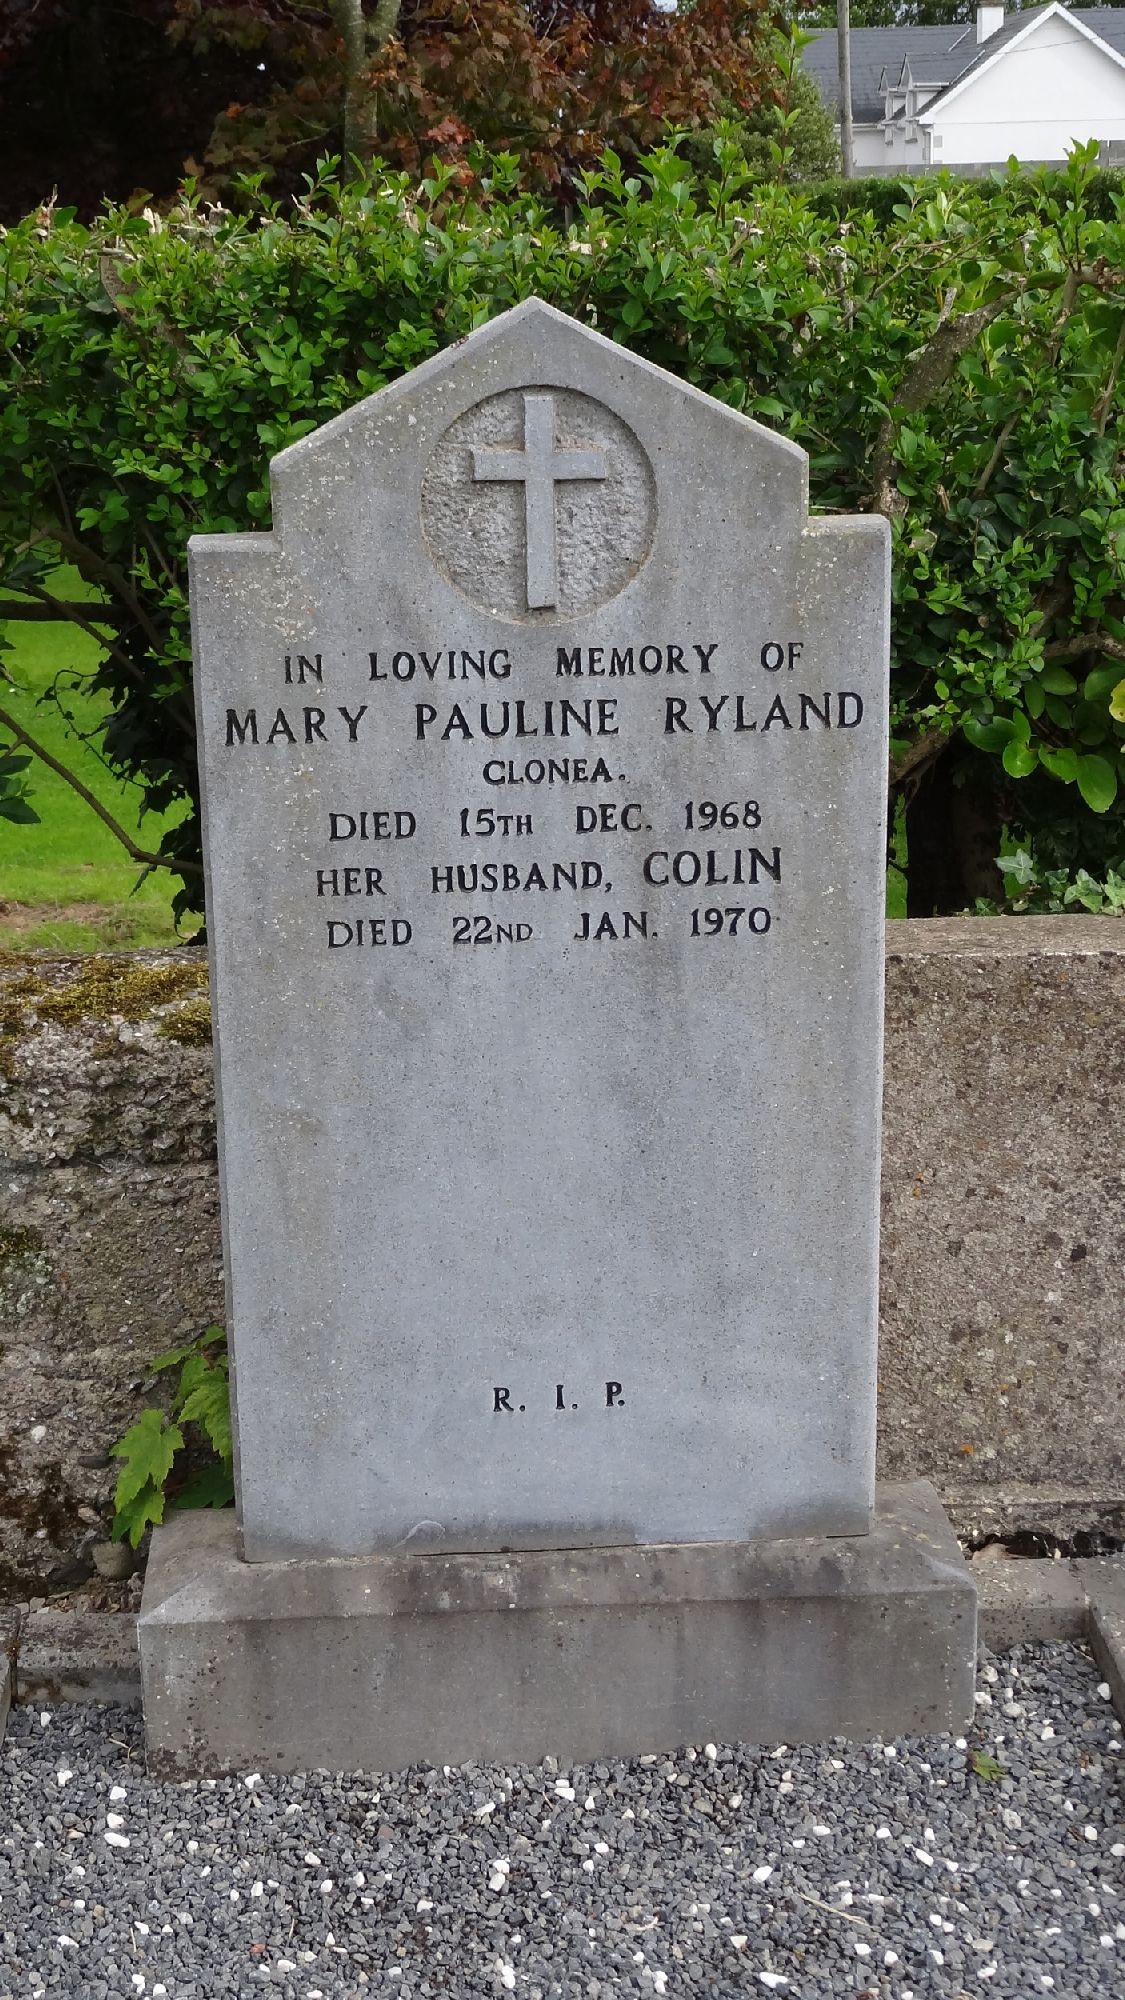 IN LOVING MEMORY OF
MARY PAULINE RYLAND
CLONEA.
DIED 15TH DEC. 1968
HER HUSBAND, COLIN
DIED 22ND JAN. 1970
R. I. P.